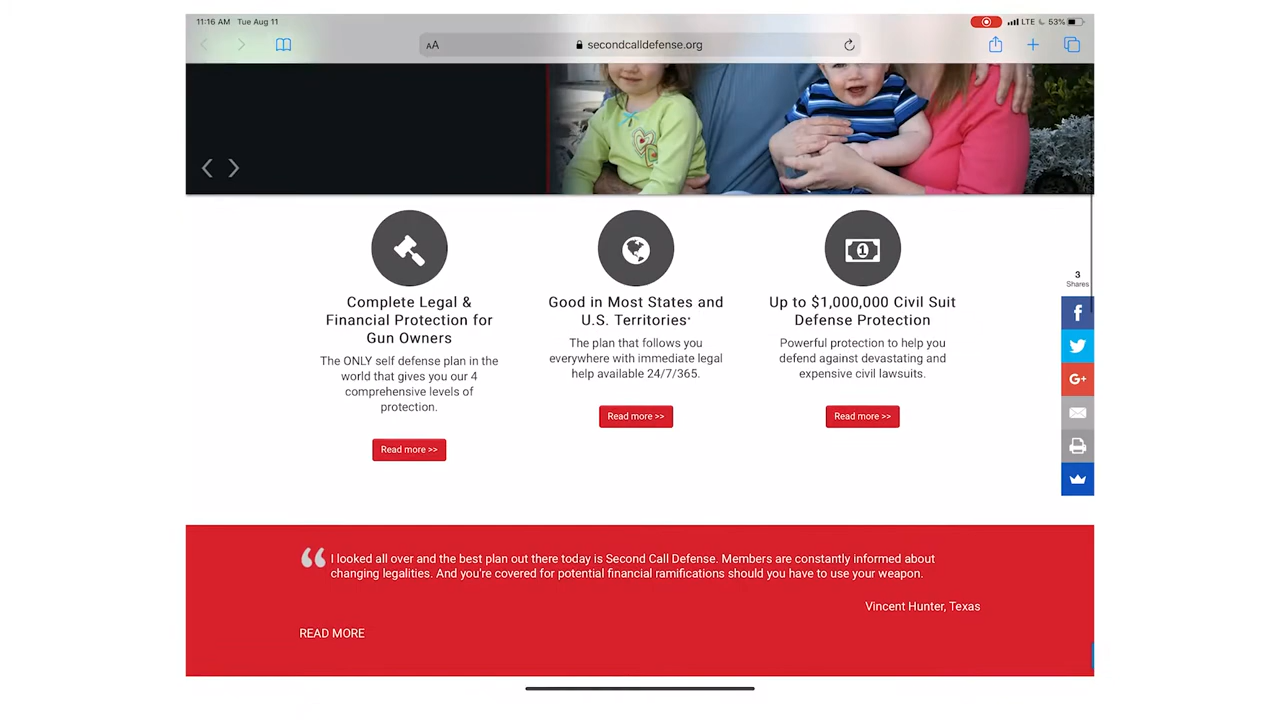 11:16 AM Tue Aug 11
LTE 53%
AA secondcalldefense.org
Complete Legal &
Financial Protection for
Gun Owners
The ONLY self defense plan in the
world that gives you our 4
comprehensive levels of
protection.
Read more >>
Good in Most States and
U.S. Territories*
The plan that follows you
everywhere with immediate legal
help available 24/7/365.
Read more >>
Up to $1,000,000 Civil Suit
Defense Protection
Powerful protection to help you
defend against devastating and
expensive civil lawsuits.
Read more >>
3
Shares
f
G+
“ I looked all over and the best plan out there today is Second Call Defense. Members are constantly informed about
changing legalities. And you're covered for potential financial ramifications should you have to use your weapon.
Vincent Hunter, Texas
READ MORE